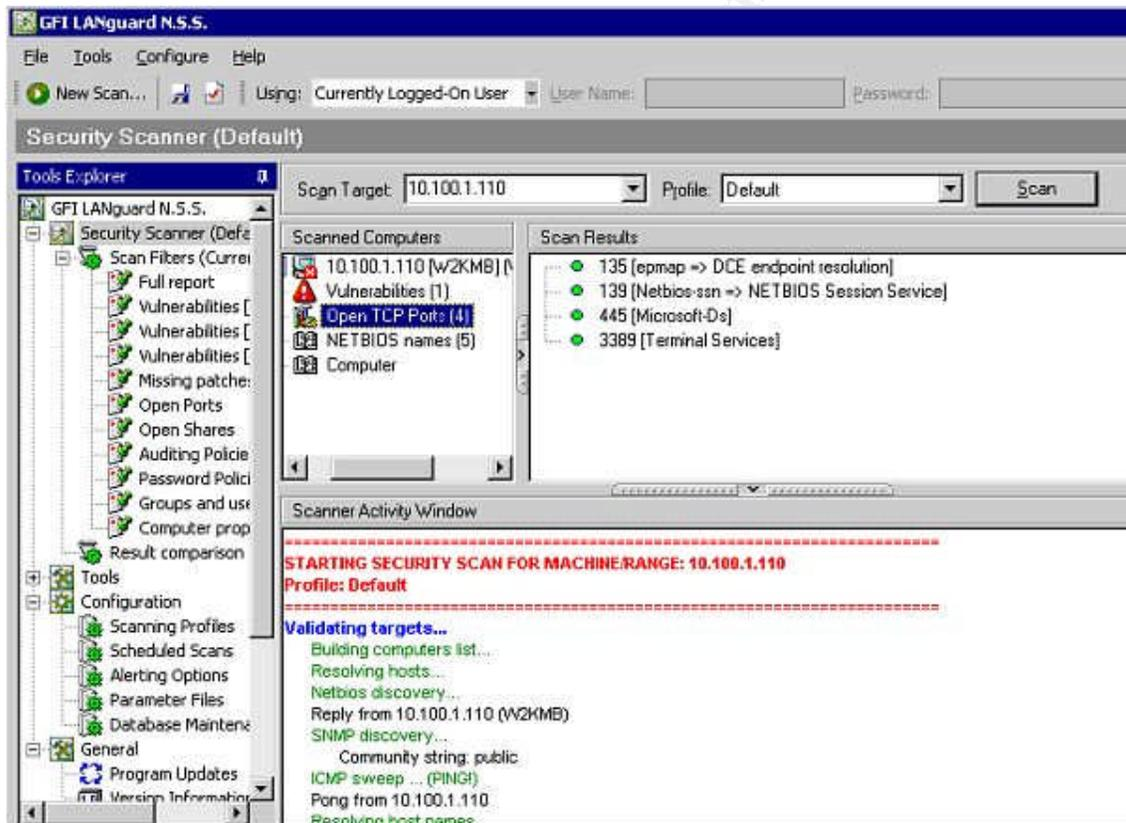 GFI LANguard N.S.S.
File Tools Configure Help
New Scan... Using: Currently Logged-On User User Name: Password:
Security Scanner (Default)
Tools Explorer
GFI LANguard N.S.S.
Security Scanner (Defa
Scan Filters (Currer
Full report
Vulnerabilities [
Vulnerabilities [
Vulnerabilities [
Missing patche:
Open Ports
Open Shares
Auditing Policie
Password Polici
Groups and use
Computer prop
Result comparison
Tools
Configuration
Scanning Profiles
Scheduled Scans
Alerting Options
Parameter Files
Database Maintena
General
Program Updates
Version Information
Scan Target: 10.100.1.110 Profile: Default Scan
Scanned Computers
10.100.1.110 [W2KMB] [
Vulnerabilities (1)
Open TCP Ports (4)
NETBIOS names (5)
Computer
Scan Results
135 [epmap => DCE endpoint resolution]
139 [Netbios-ssn => NETBIOS Session Service]
445 [Microsoft-Ds]
3389 [Terminal Services]
Scanner Activity Window
STARTING SECURITY SCAN FOR MACHINE/RANGE: 10.100.1.110
Profile: Default
Validating targets...
Building computers list...
Resolving hosts...
Netbios discovery...
Reply from 10.100.1.110 (W2KMB)
SNMP discovery...
Community string: public
ICMP sweep ... (PING!)
Pong from 10.100.1.110
Resolving host names